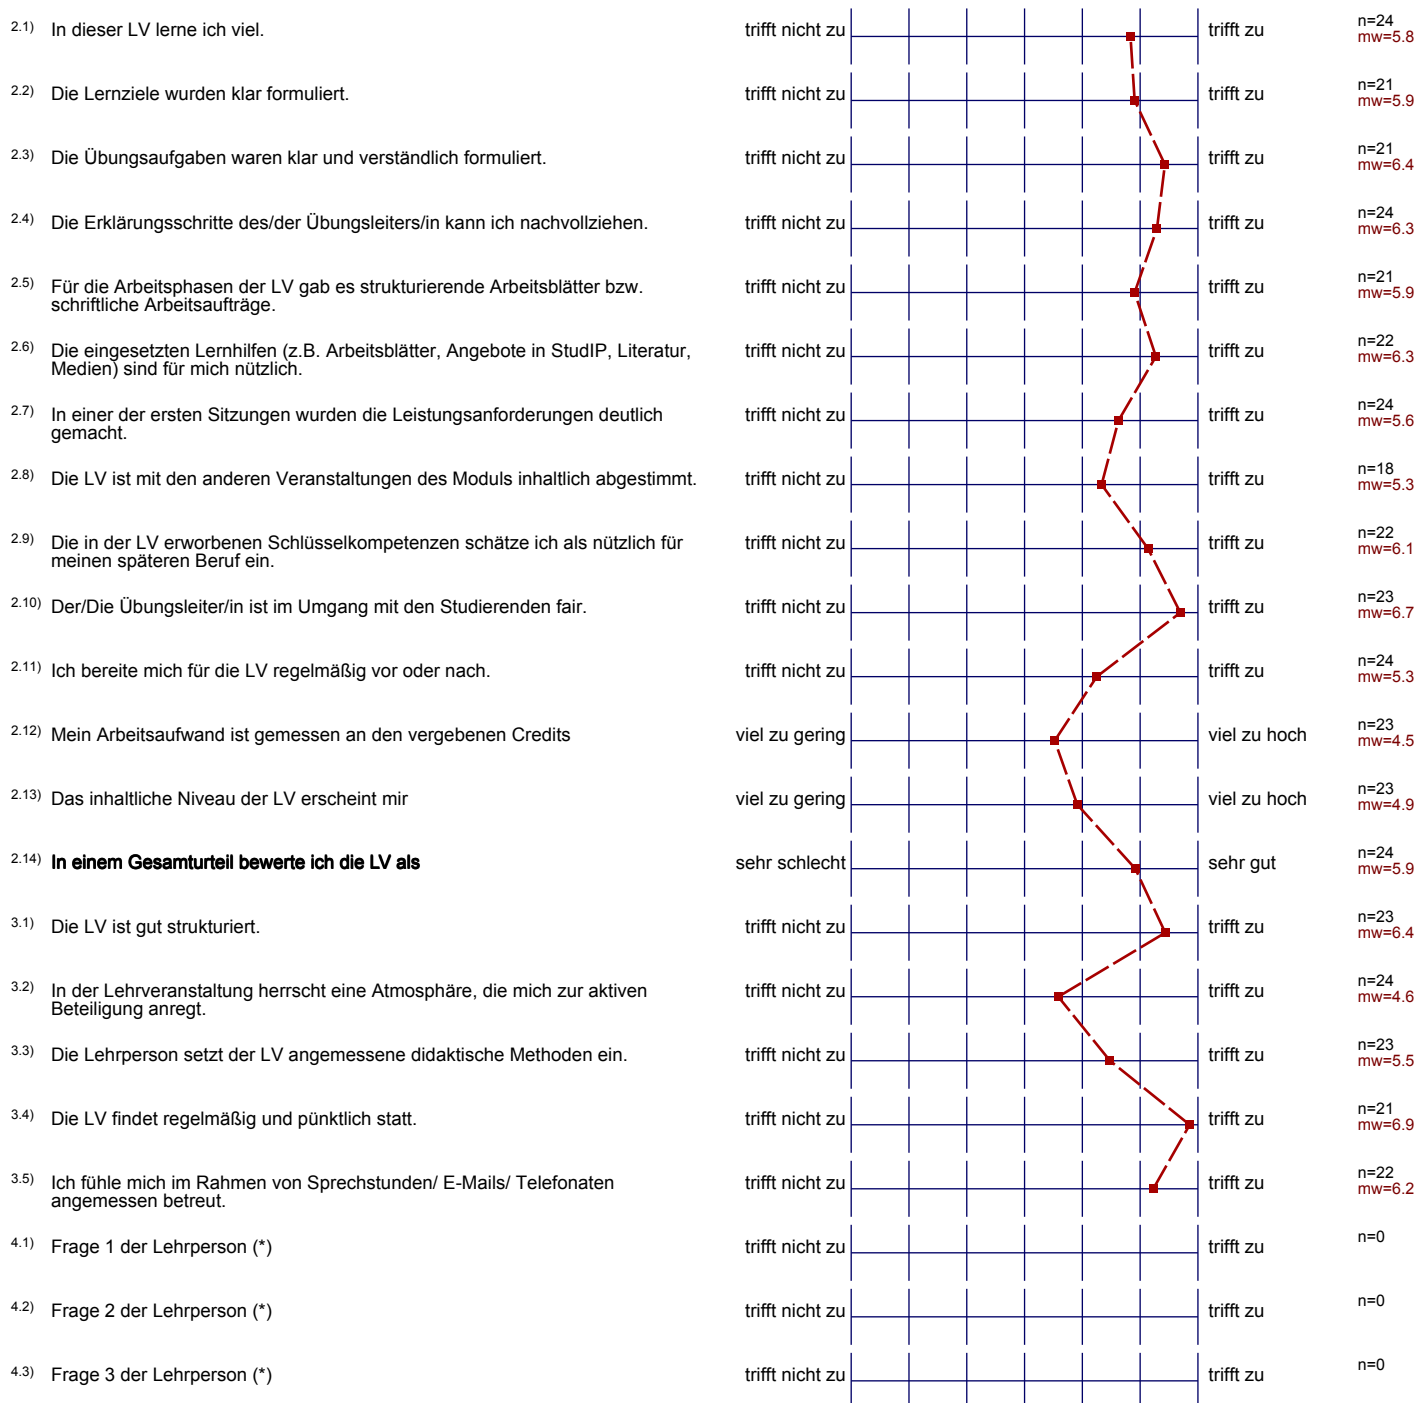 2.1) In dieser LV lerne ich viel. trifft nicht zu trifft zu n=24
mw=5.8
2.2) Die Lernziele wurden klar formuliert. trifft nicht zu trifft zu n=21
mw=5.9
2.3) Die Übungsaufgaben waren klar und verständlich formuliert. trifft nicht zu trifft zu n=21
mw=6.4
2.4) Die Erklärungsschritte des/der Übungsleiters/in kann ich nachvollziehen. trifft nicht zu trifft zu n=24
mw=6.3
2.5) Für die Arbeitsphasen der LV gab es strukturierende Arbeitsblätter bzw. trifft nicht zu trifft zu n=21
schriftliche Arbeitsaufträge. mw=5.9
2.6) Die eingesetzten Lernhilfen (z.B. Arbeitsblätter, Angebote in StudIP, Literatur, trifft nicht zu trifft zu n=22
Medien) sind für mich nützlich. mw=6.3
2.7) In einer der ersten Sitzungen wurden die Leistungsanforderungen deutlich trifft nicht zu trifft zu n=24
gemacht. mw=5.6
2.8) Die LV ist mit den anderen Veranstaltungen des Moduls inhaltlich abgestimmt. trifft nicht zu trifft zu n=18
mw=5.3
2.9) Die in der LV erworbenen Schlüsselkompetenzen schätze ich als nützlich für trifft nicht zu trifft zu n=22
meinen späteren Beruf ein. mw=6.1
2.10) Der/Die Übungsleiter/in ist im Umgang mit den Studierenden fair. trifft nicht zu trifft zu n=23
mw=6.7
2.11) Ich bereite mich für die LV regelmäßig vor oder nach. trifft nicht zu trifft zu n=24
mw=5.3
2.12) Mein Arbeitsaufwand ist gemessen an den vergebenen Credits viel zu gering viel zu hoch n=23
mw=4.5
2.13) Das inhaltliche Niveau der LV erscheint mir viel zu gering viel zu hoch n=23
mw=4.9
2.14) In einem Gesamturteil bewerte ich die LV als sehr schlecht sehr gut n=24
mw=5.9
3.1) Die LV ist gut strukturiert. trifft nicht zu trifft zu n=23
mw=6.4
3.2) In der Lehrveranstaltung herrscht eine Atmosphäre, die mich zur aktiven trifft nicht zu trifft zu n=24
Beteiligung anregt. mw=4.6
3.3) Die Lehrperson setzt der LV angemessene didaktische Methoden ein. trifft nicht zu trifft zu n=23
mw=5.5
3.4) Die LV findet regelmäßig und pünktlich statt. trifft nicht zu trifft zu n=21
mw=6.9
3.5) Ich fühle mich im Rahmen von Sprechstunden/ E-Mails/ Telefonaten trifft nicht zu trifft zu n=22
angemessen betreut. mw=6.2
4.1) Frage 1 der Lehrperson (*) trifft nicht zu trifft zu n=0
4.2) Frage 2 der Lehrperson (*) trifft nicht zu trifft zu n=0
4.3) Frage 3 der Lehrperson (*) trifft nicht zu trifft zu n=0